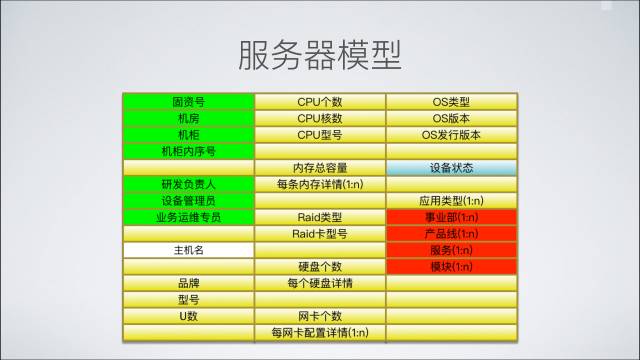 服务器模型
固资号 CPU个数 OS类型
机房 CPU核数 OS版本
机柜 CPU型号 OS发行版本
机柜内序号
内存总容量 设备状态
研发负责人 每条内存详情(1:n)
设备管理员 应用类型(1:n)
业务运维专员 Raid类型 事业部(1:n)
Raid卡型号 产品线(1:n)
主机名 服务(1:n)
硬盘个数 模块(1:n)
品牌 每个硬盘详情
型号
U数 网卡个数
每网卡配置详情(1:n)